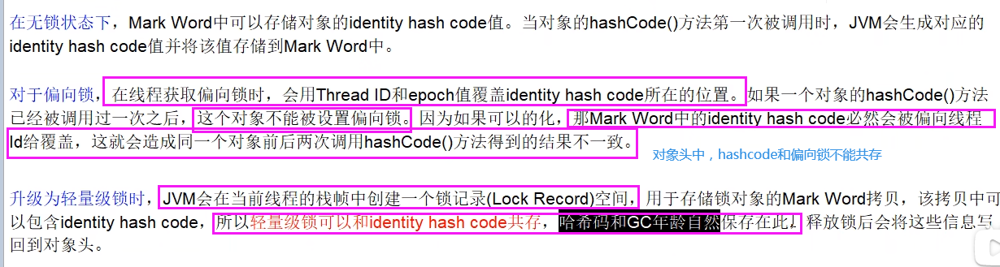 在无锁状态下，Mark Word中可以存储对象的identity hash code值。当对象的hashCode()方法第一次被调用时，JVM会生成对应的
identity hash code值并将该值存储到Mark Word中。
对于偏向锁，在线程获取偏向锁时，会用Thread ID和epoch值覆盖identity hash code所在的位置。如果一个对象的hashCode()方法
已经被调用过一次之后，这个对象不能被设置偏向锁。因为如果可以的化，那Mark Word中的identity hash code必然会被偏向线程
Id给覆盖，这就会造成同一个对象前后两次调用hashCode()方法得到的结果不一致。
对象头中，hashcode和偏向锁不能共存
升级为轻量级锁时，JVM会在当前线程的栈帧中创建一个锁记录(Lock Record)空间，用于存储锁对象的Mark Word拷贝，该拷贝中可
以包含identity hash code，所以轻量级锁可以和identity hash code共存，哈希码和GC年龄自然保存在此，释放锁后会将这些信息写
回到对象头。